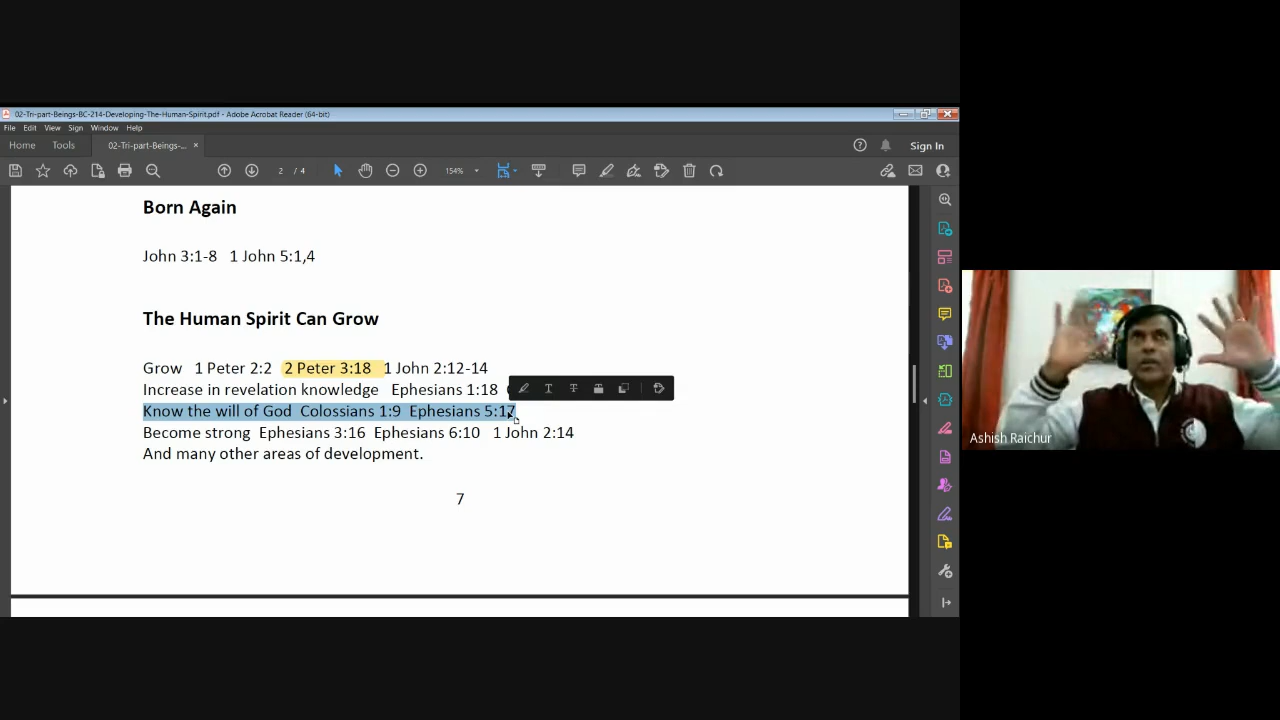 02-Tri-part-Beings-BC-214-Developing-The-Human-Spirit.pdf - Adobe Acrobat Reader (64-bit)
File Edit View Sign Window Help
Home Tools 02-Tri-part-Beings-... × Sign In
2 / 4 154%
Born Again
John 3:1-8 1 John 5:1,4
The Human Spirit Can Grow
Grow 1 Peter 2:2 2 Peter 3:18 1 John 2:12-14
Increase in revelation knowledge Ephesians 1:18
Know the will of God Colossians 1:9 Ephesians 5:17
Become strong Ephesians 3:16 Ephesians 6:10 1 John 2:14
And many other areas of development.
7
Ashish Raichur